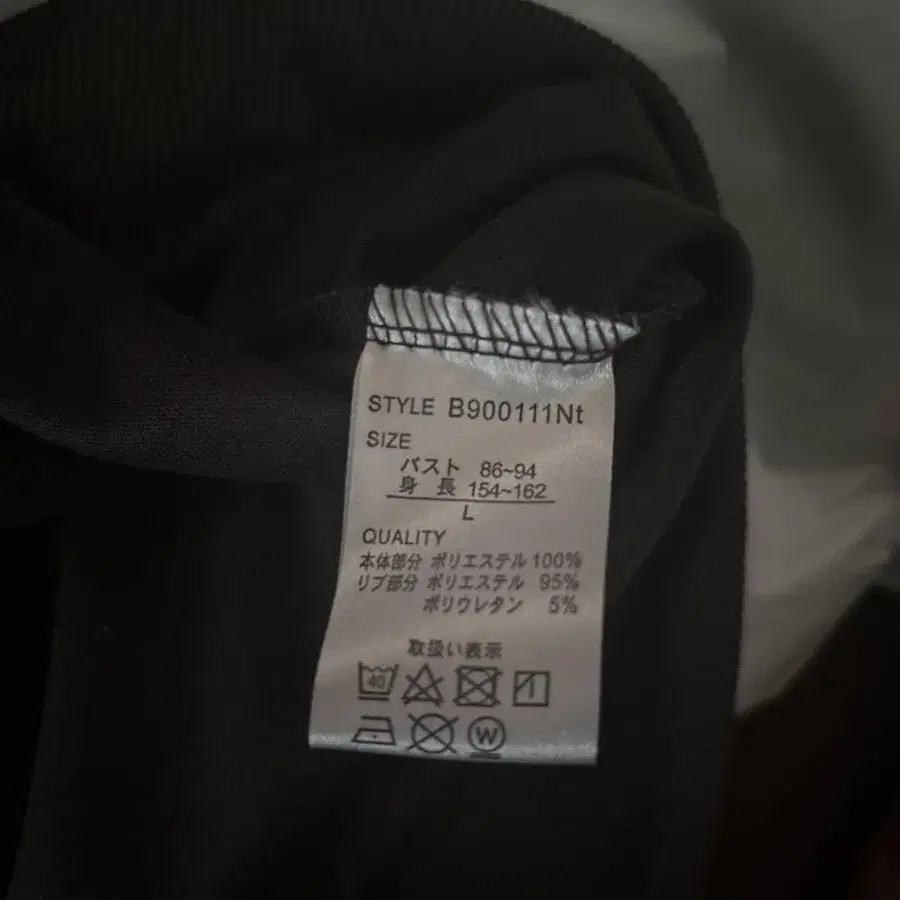 STYLE B900111Nt
SIZE
バスト 86~94
身長 154~162
L
QUALITY
本体部分 ポリエステル 100%
リブ部分 ポリエステル 95%
ポリウレタン 5%
取扱い表示
40
W